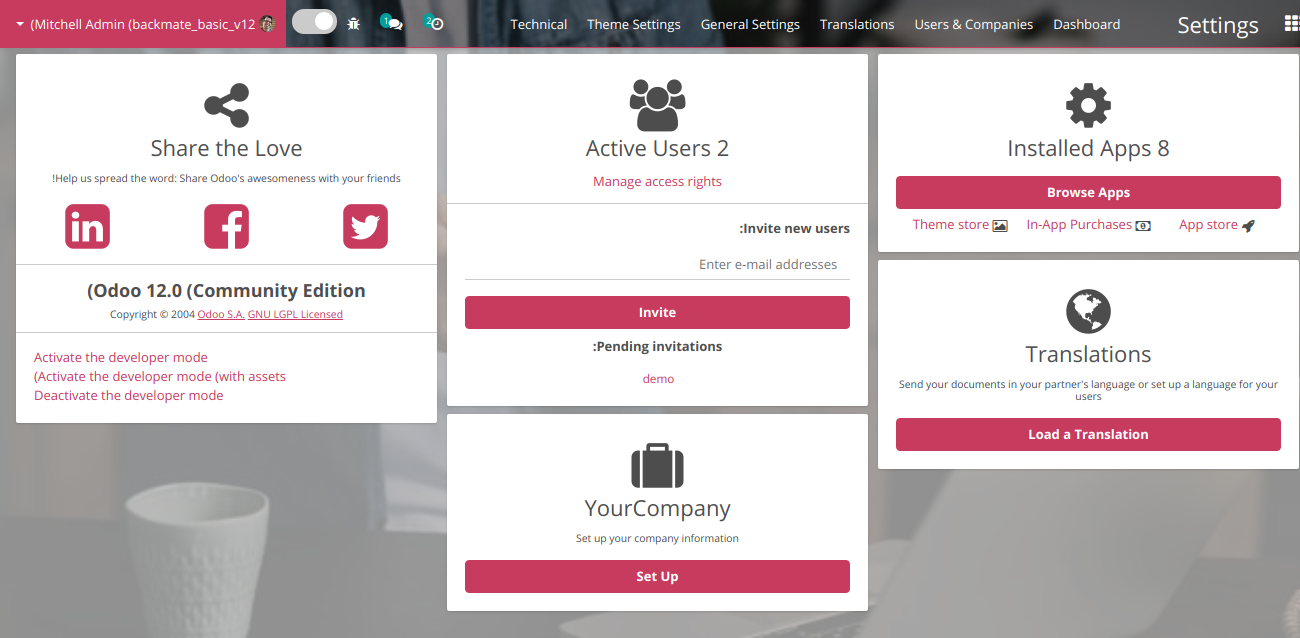 (Mitchell Admin (backmate_basic_v12
1
2
Technical
Theme Settings
General Settings
Translations
Users & Companies
Dashboard
Settings
Share the Love
!Help us spread the word: Share Odoo's awesomeness with your friends
(Odoo 12.0 (Community Edition
Copyright © 2004 Odoo S.A. GNU LGPL Licensed
Activate the developer mode
(Activate the developer mode (with assets
Deactivate the developer mode
Active Users 2
Manage access rights
:Invite new users
Enter e-mail addresses
Invite
:Pending invitations
demo
YourCompany
Set up your company information
Set Up
Installed Apps 8
Browse Apps
Theme store
In-App Purchases
App store
Translations
Send your documents in your partner's language or set up a language for your
users
Load a Translation